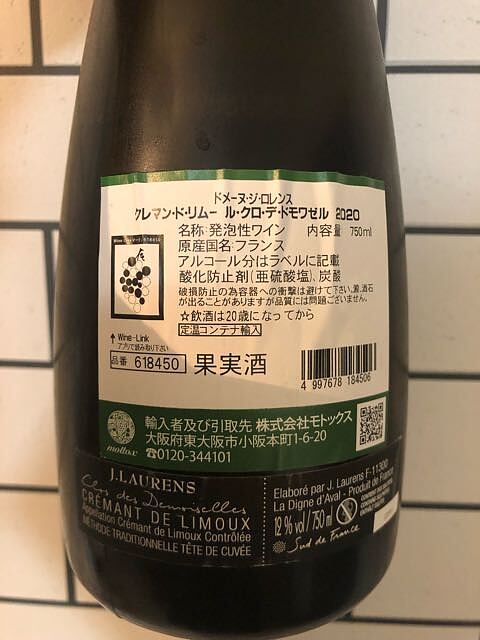 ドメーヌ・ジ・ロレンス
クレマン・ド・リムー ル・クロ・デ・ドモワゼル 2020
名称:発泡性ワイン 内容量 750ml
原産国名:フランス
アルコール分はラベルに記載
酸化防止剤(亜硫酸塩)、炭酸
破損防止の為容器への衝撃は避けて下さい。澱、酒石
が出ることがありますが品質には問題ございません。
☆飲酒は20歳になってから
定温コンテナ輸入
↑Wine-Link
アプリで読み取り下さい
品番 618450
果実酒
4 997678 184506
mottox
輸入者及び引取先 株式会社モトックス
大阪府東大阪市小阪本町1-6-20
☎0120-344101
J.LAURENS
Clos des Demoiselles
CRÉMANT DE LIMOUX
Appellation Crémant de Limoux Contrôlée
MÉTHODE TRADITIONNELLE TÊTE DE CUVÉE
Elaboré par J. Laurens F-11300
La Digne d'Aval - Produit de France
12 % vol / 750 ml
Sud de France